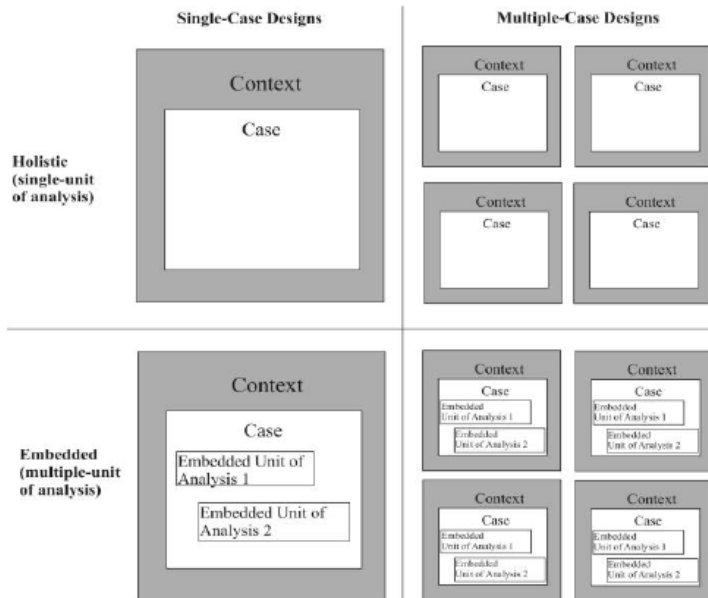 Single-Case Designs
Multiple-Case Designs
Holistic
(single-unit
of analysis)
Context
Case
Context
Case
Context
Case
Context
Case
Context
Case
Embedded
(multiple-unit
of analysis)
Context
Case
Embedded Unit of
Analysis 1
Embedded Unit of
Analysis 2
Context
Case
Embedded
Unit of Analysis 1
Embedded
Unit of Analysis 2
Context
Case
Embedded
Unit of Analysis 1
Embedded
Unit of Analysis 2
Context
Case
Embedded
Unit of Analysis 1
Embedded
Unit of Analysis 2
Context
Case
Embedded
Unit of Analysis 1
Embedded
Unit of Analysis 2